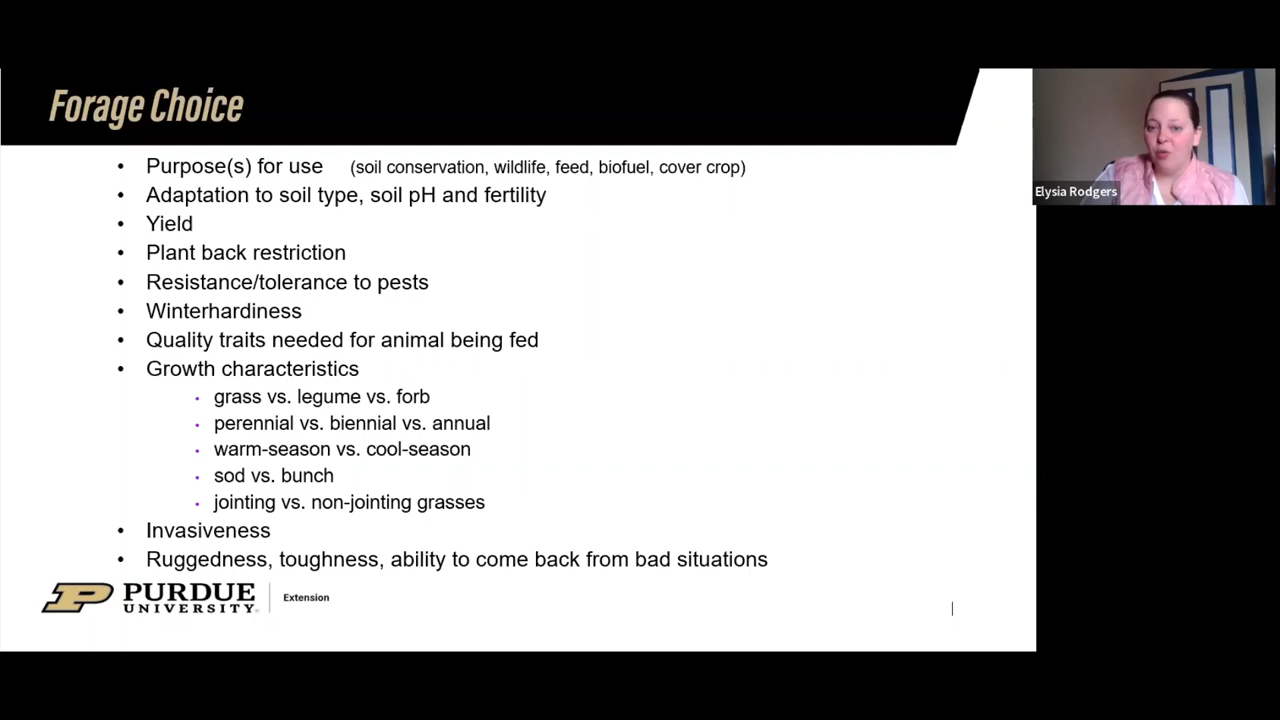 Forage Choice
• Purpose(s) for use (soil conservation, wildlife, feed, biofuel, cover crop)
• Adaptation to soil type, soil pH and fertility
• Yield
• Plant back restriction
• Resistance/tolerance to pests
• Winterhardiness
• Quality traits needed for animal being fed
• Growth characteristics
• grass vs. legume vs. forb
• perennial vs. biennial vs. annual
• warm-season vs. cool-season
• sod vs. bunch
• jointing vs. non-jointing grasses
• Invasiveness
• Ruggedness, toughness, ability to come back from bad situations
P PURDUE UNIVERSITY
Extension
|
Elysia Rodgers